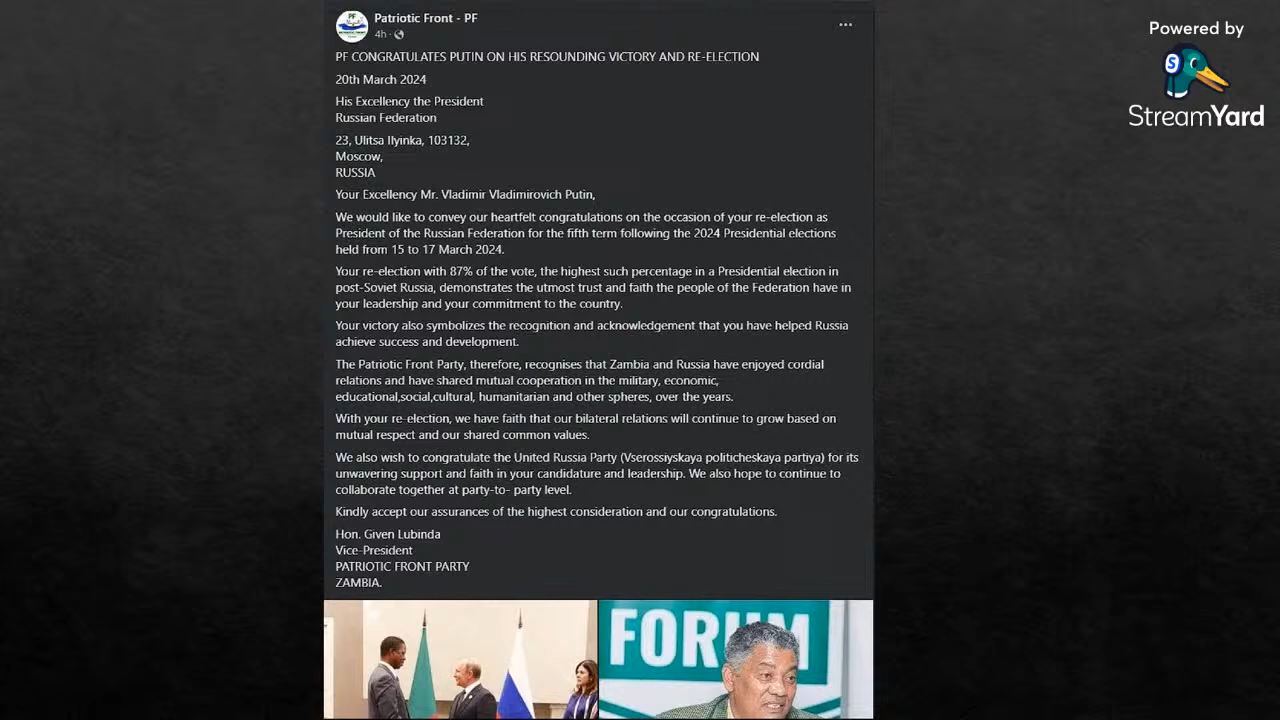 Patriotic Front - PF
4h ·
PF CONGRATULATES PUTIN ON HIS RESOUNDING VICTORY AND RE-ELECTION
20th March 2024
His Excellency the President
Russian Federation
23, Ulitsa Ilyinka, 103132,
Moscow,
RUSSIA
Your Excellency Mr. Vladimir Vladimirovich Putin,
We would like to convey our heartfelt congratulations on the occasion of your re-election as
President of the Russian Federation for the fifth term following the 2024 Presidential elections
held from 15 to 17 March 2024.
Your re-election with 87% of the vote, the highest such percentage in a Presidential election in
post-Soviet Russia, demonstrates the utmost trust and faith the people of the Federation have in
your leadership and your commitment to the country.
Your victory also symbolizes the recognition and acknowledgement that you have helped Russia
achieve success and development.
The Patriotic Front Party, therefore, recognises that Zambia and Russia have enjoyed cordial
relations and have shared mutual cooperation in the military, economic,
educational,social,cultural, humanitarian and other spheres, over the years.
With your re-election, we have faith that our bilateral relations will continue to grow based on
mutual respect and our shared common values.
We also wish to congratulate the United Russia Party (Vserossiyskaya politicheskaya partiya) for its
unwavering support and faith in your candidature and leadership. We also hope to continue to
collaborate together at party-to- party level.
Kindly accept our assurances of the highest consideration and our congratulations.
Hon. Given Lubinda
Vice-President
PATRIOTIC FRONT PARTY
ZAMBIA.
FORUM
Powered by
S
StreamYard